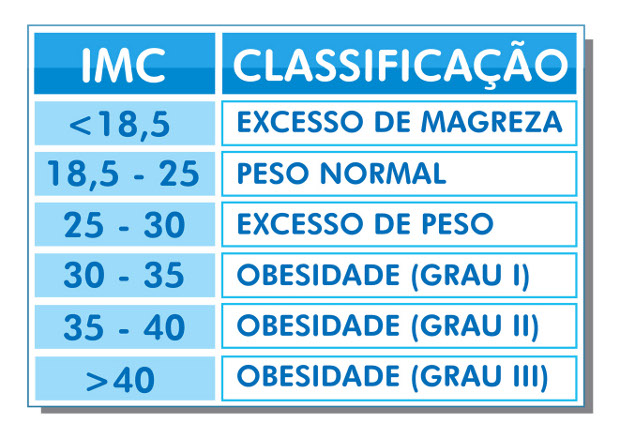 IMC CLASSIFICAÇÃO
<18,5 EXCESSO DE MAGREZA
18,5 - 25 PESO NORMAL
25 - 30 EXCESSO DE PESO
30 - 35 OBESIDADE (GRAU I)
35 - 40 OBESIDADE (GRAU II)
>40 OBESIDADE (GRAU III)